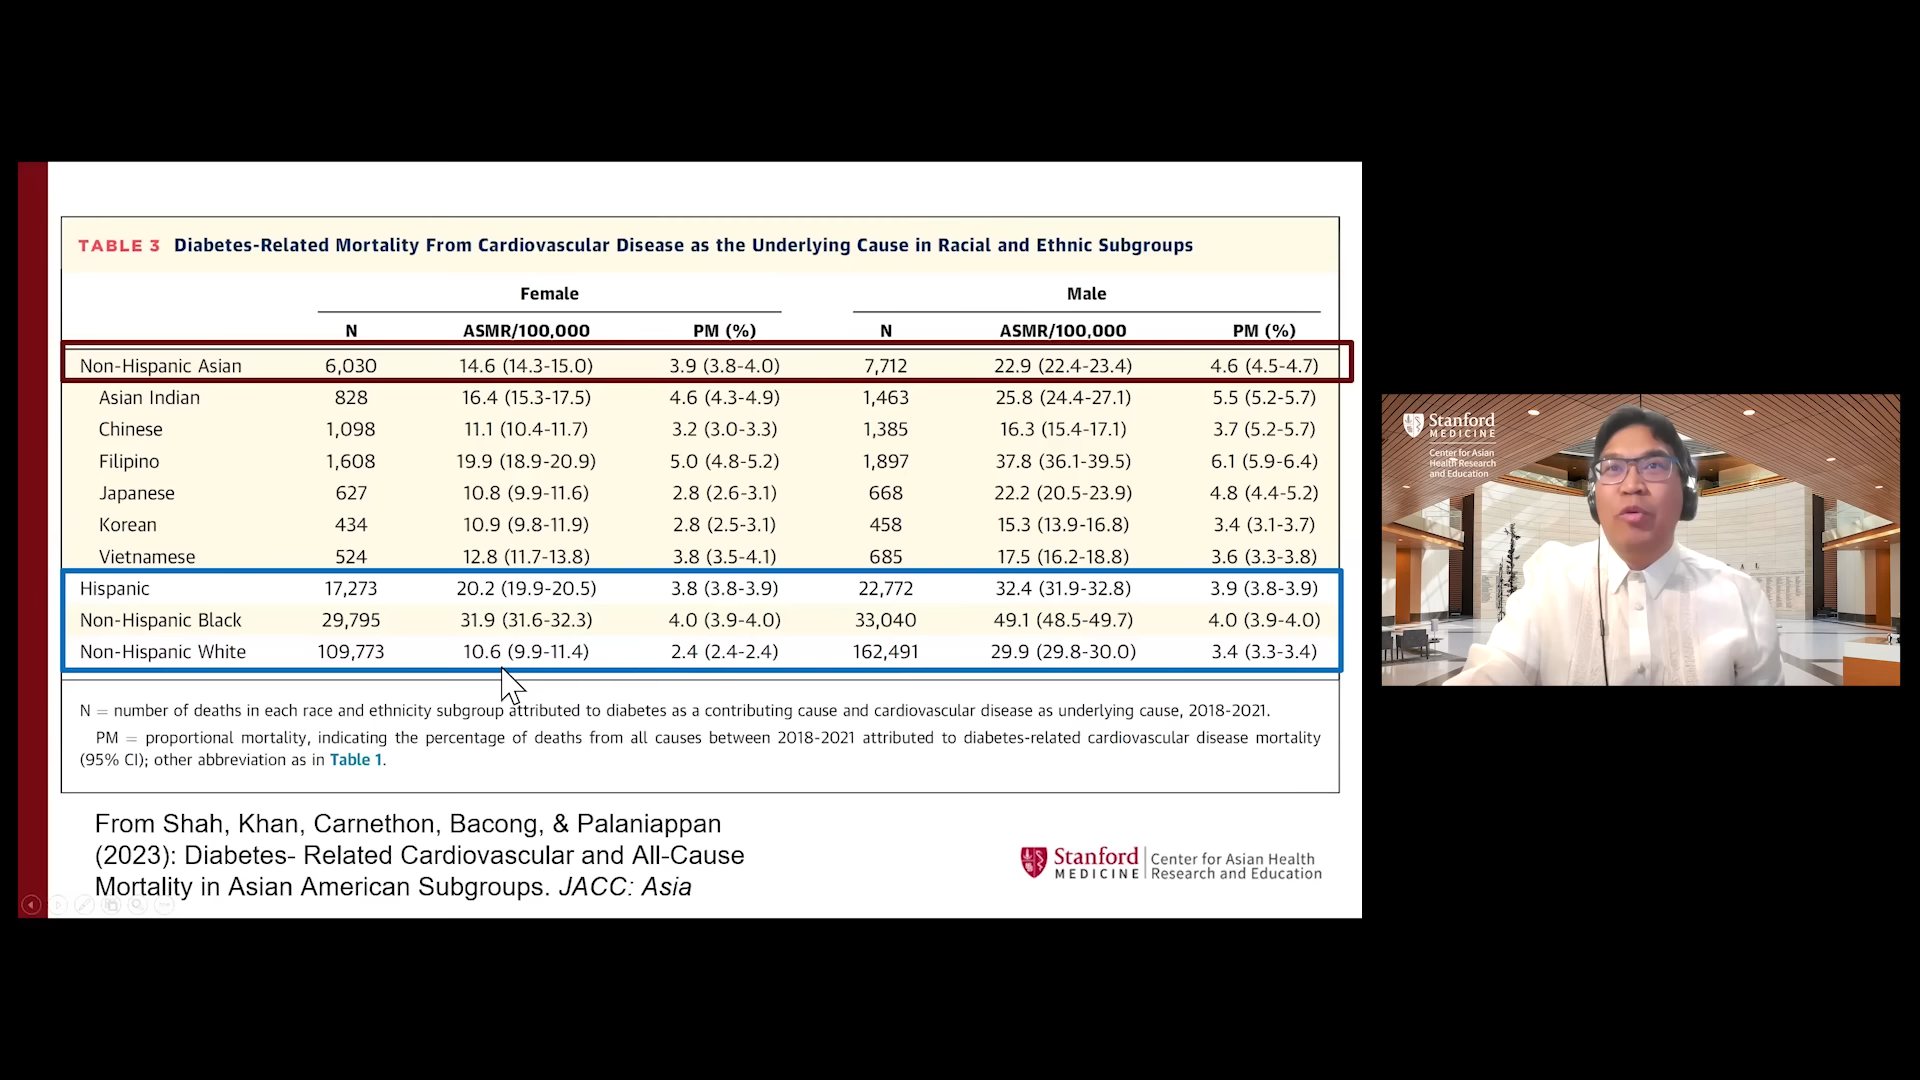 TABLE 3 Diabetes-Related Mortality From Cardiovascular Disease as the Underlying Cause in Racial and Ethnic Subgroups
Female Male
N ASMR/100,000 PM (%) N ASMR/100,000 PM (%)
Non-Hispanic Asian 6,030 14.6 (14.3-15.0) 3.9 (3.8-4.0) 7,712 22.9 (22.4-23.4) 4.6 (4.5-4.7)
Asian Indian 828 16.4 (15.3-17.5) 4.6 (4.3-4.9) 1,463 25.8 (24.4-27.1) 5.5 (5.2-5.7)
Chinese 1,098 11.1 (10.4-11.7) 3.2 (3.0-3.3) 1,385 16.3 (15.4-17.1) 3.7 (5.2-5.7)
Filipino 1,608 19.9 (18.9-20.9) 5.0 (4.8-5.2) 1,897 37.8 (36.1-39.5) 6.1 (5.9-6.4)
Japanese 627 10.8 (9.9-11.6) 2.8 (2.6-3.1) 668 22.2 (20.5-23.9) 4.8 (4.4-5.2)
Korean 434 10.9 (9.8-11.9) 2.8 (2.5-3.1) 458 15.3 (13.9-16.8) 3.4 (3.1-3.7)
Vietnamese 524 12.8 (11.7-13.8) 3.8 (3.5-4.1) 685 17.5 (16.2-18.8) 3.6 (3.3-3.8)
Hispanic 17,273 20.2 (19.9-20.5) 3.8 (3.8-3.9) 22,772 32.4 (31.9-32.8) 3.9 (3.8-3.9)
Non-Hispanic Black 29,795 31.9 (31.6-32.3) 4.0 (3.9-4.0) 33,040 49.1 (48.5-49.7) 4.0 (3.9-4.0)
Non-Hispanic White 109,773 10.6 (9.9-11.4) 2.4 (2.4-2.4) 162,491 29.9 (29.8-30.0) 3.4 (3.3-3.4)
N = number of deaths in each race and ethnicity subgroup attributed to diabetes as a contributing cause and cardiovascular disease as underlying cause, 2018-2021.
PM = proportional mortality, indicating the percentage of deaths from all causes between 2018-2021 attributed to diabetes-related cardiovascular disease mortality
(95% CI); other abbreviation as in Table 1.
From Shah, Khan, Carnethon, Bacong, & Palaniappan
(2023): Diabetes- Related Cardiovascular and All-Cause
Mortality in Asian American Subgroups. JACC: Asia
Stanford
MEDICINE
Center for Asian Health
Research and Education
Stanford
MEDICINE
Center for Asian
Health Research
and Education